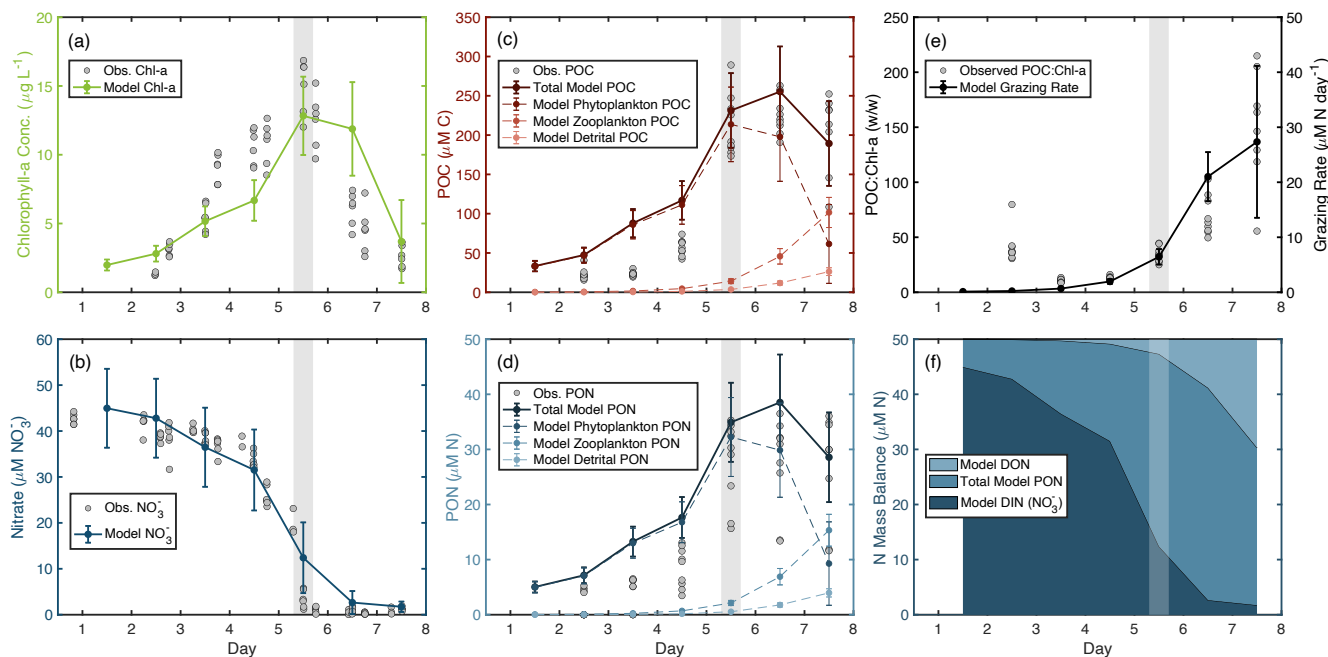 (a)
Obs. Chl-a
Model Chl-a
Chlorophyll-a Conc. (μg L⁻¹)
20
15
10
5
0
1 2 3 4 5 6 7 8
(c)
Obs. POC
Total Model POC
Model Phytoplankton POC
Model Zooplankton POC
Model Detrital POC
POC (μM C)
350
300
250
200
150
100
50
0
1 2 3 4 5 6 7 8
(e)
Observed POC:Chl-a
Model Grazing Rate
POC:Chl-a (w/w)
250
200
150
100
50
0
Grazing Rate (μM N day⁻¹)
50
40
30
20
10
0
1 2 3 4 5 6 7 8
(b)
Obs. NO₃⁻
Model NO₃⁻
Nitrate (μM NO₃⁻)
60
50
40
30
20
10
0
1 2 3 4 5 6 7 8
Day
(d)
Obs. PON
Total Model PON
Model Phytoplankton PON
Model Zooplankton PON
Model Detrital PON
PON (μM N)
50
40
30
20
10
0
1 2 3 4 5 6 7 8
Day
(f)
Model DON
Total Model PON
Model DIN (NO₃⁻)
N Mass Balance (μM N)
50
40
30
20
10
0
1 2 3 4 5 6 7 8
Day